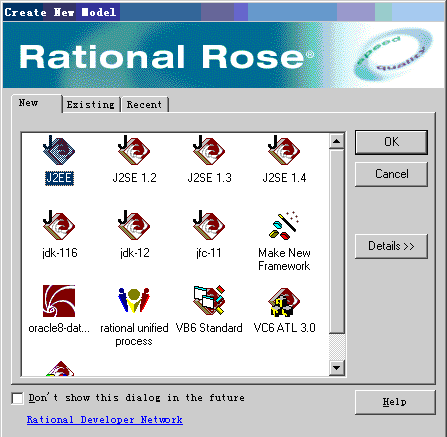 Create New Model
Rational Rose®
speed
quality
New
Existing
Recent
J2EE
J2SE 1.2
J2SE 1.3
J2SE 1.4
OK
Cancel
jdk-116
jdk-12
jfc-11
Make New
Framework
Details >>
oracle8-dat...
rational unified
process
VB6 Standard
VC6 ATL 3.0
Don't show this dialog in the future
Help
Rational Developer Network